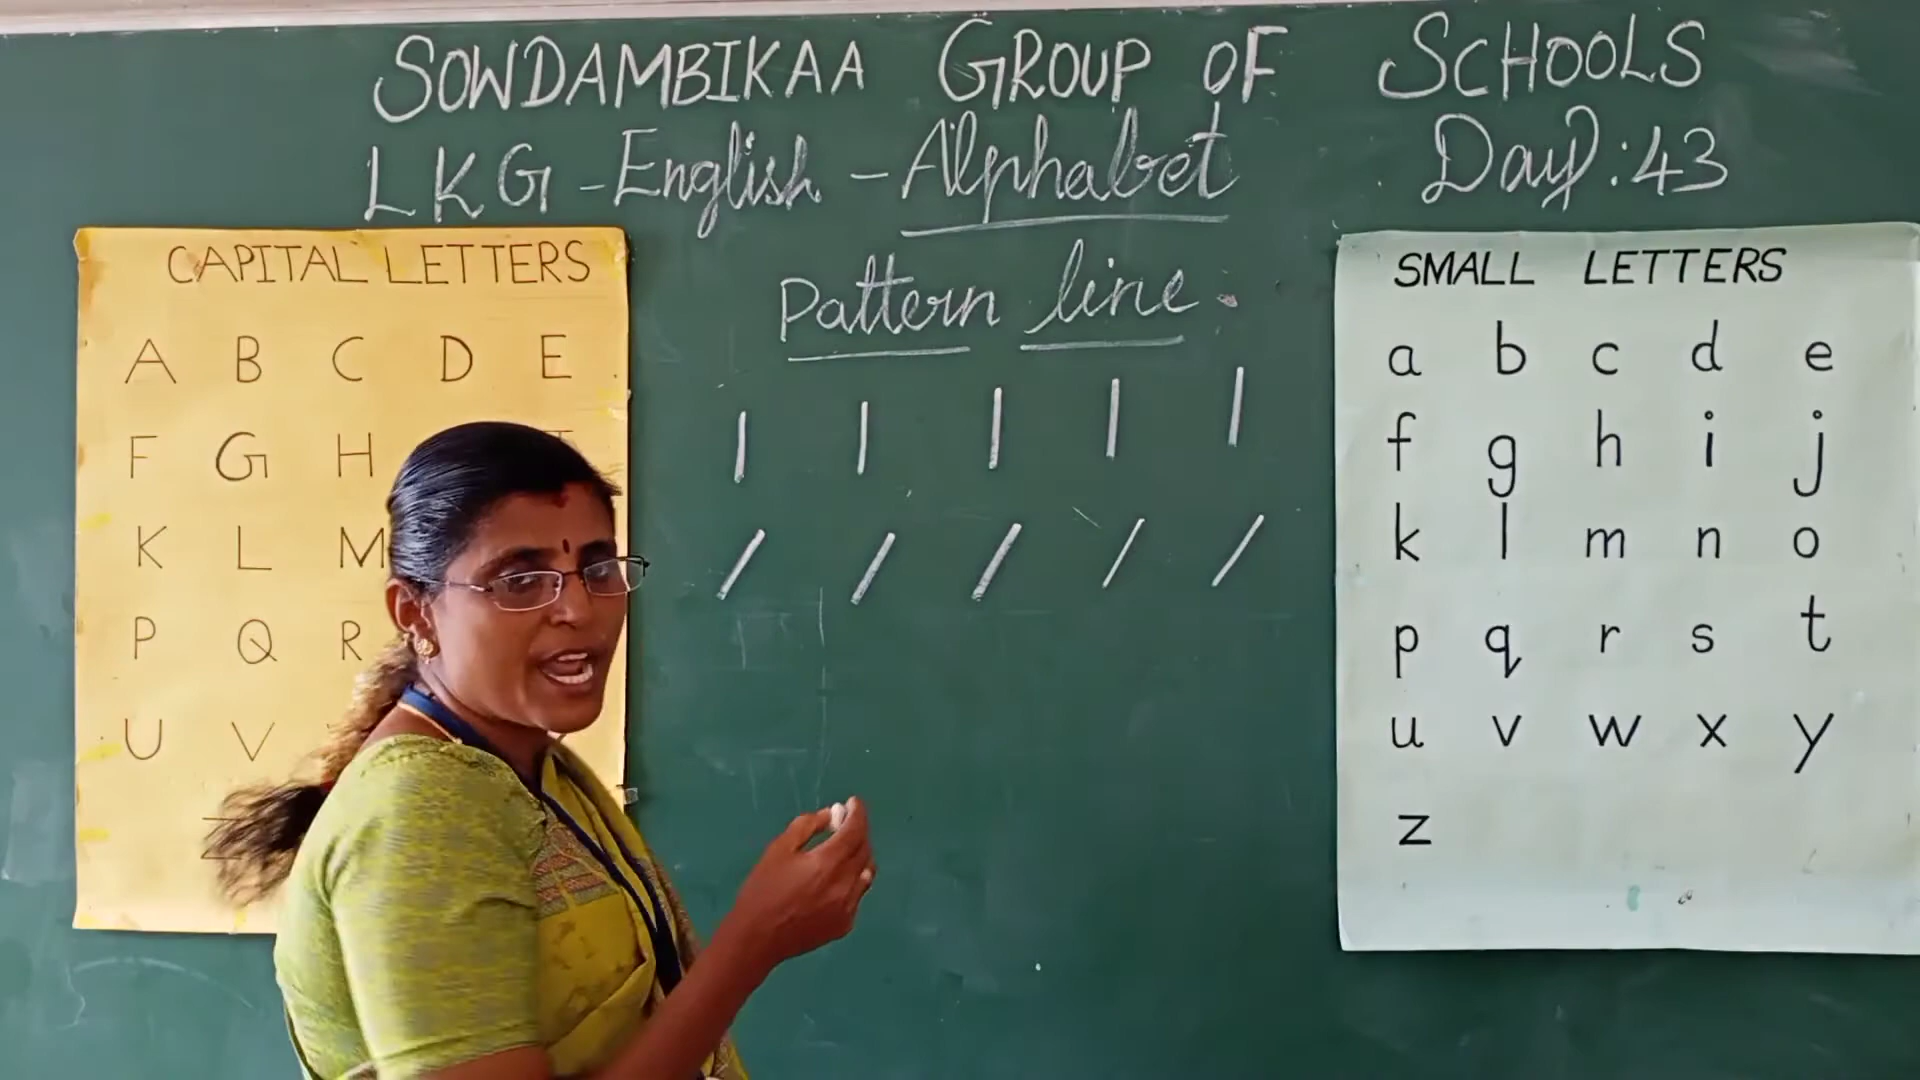 SOWDAMBIKAA GROUP OF SCHOOLS
LKG - English - Alphabet Day: 43
Pattern line.
CAPITAL LETTERS
A B C D E
F G H
K L M
P Q R
U V
Z
SMALL LETTERS
a b c d e
f g h i j
k l m n o
p q r s t
u v w x y
z